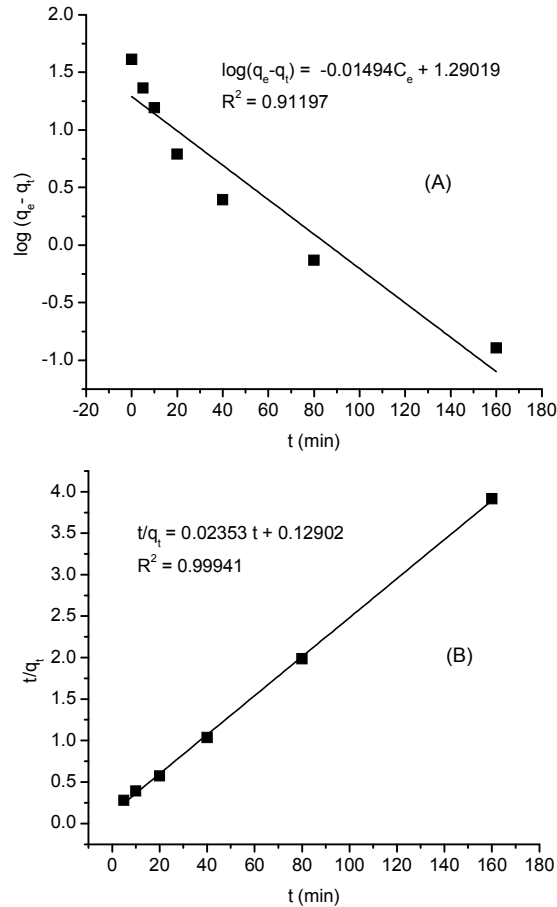 2.0
1.5
1.0
0.5
0.0
-0.5
-1.0
log (qₑ- qₜ)
log(qₑ-qₜ) = -0.01494Cₑ + 1.29019
R² = 0.91197
(A)
-20 0 20 40 60 80 100 120 140 160 180
t (min)
4.0
3.5
3.0
2.5
2.0
1.5
1.0
0.5
0.0
t/qₜ
t/qₜ = 0.02353 t + 0.12902
R² = 0.99941
(B)
0 20 40 60 80 100 120 140 160 180
t (min)